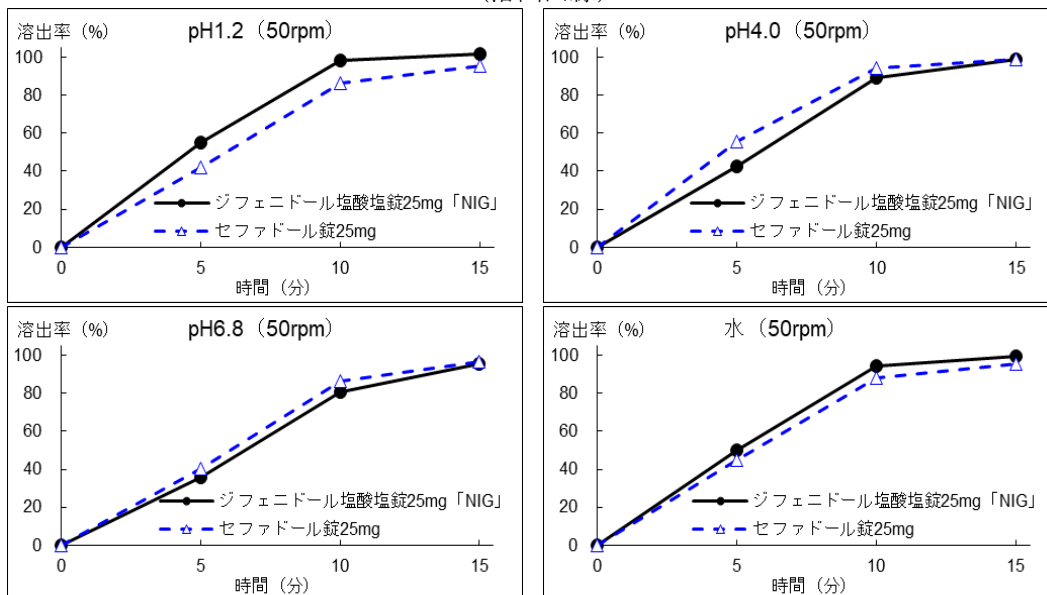 溶出率（%） pH1.2（50rpm）
100
80
60
40
20
0
ジフェニドール塩酸塩錠25mg「NIG」
セファドール錠25mg
0 5 10 15
時間（分）
溶出率（%） pH4.0（50rpm）
100
80
60
40
20
0
ジフェニドール塩酸塩錠25mg「NIG」
セファドール錠25mg
0 5 10 15
時間（分）
溶出率（%） pH6.8（50rpm）
100
80
60
40
20
0
ジフェニドール塩酸塩錠25mg「NIG」
セファドール錠25mg
0 5 10 15
時間（分）
溶出率（%） 水（50rpm）
100
80
60
40
20
0
ジフェニドール塩酸塩錠25mg「NIG」
セファドール錠25mg
0 5 10 15
時間（分）